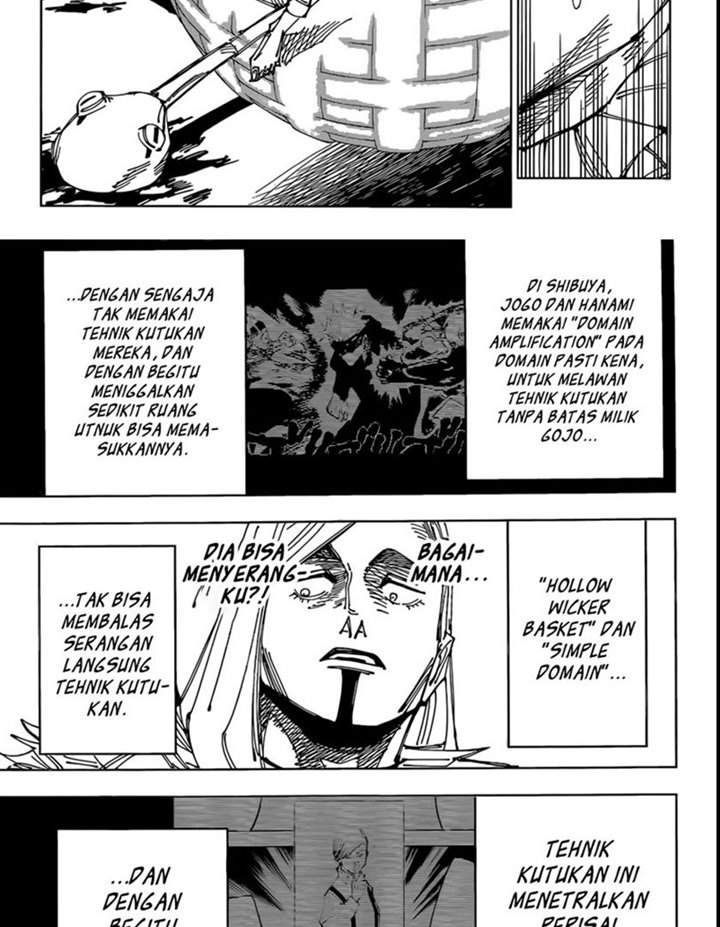 DI SHIBUYA,
JOGO DAN HANAMI
MEMAKAI "DOMAIN
AMPLIFICATION" PADA
DOMAIN PASTI KENA,
UNTUK MELAWAN
TEHNIK KUTUKAN
TANPA BATAS MILIK
GOJO...
...DENGAN SENGAJA
TAK MEMAKAI
TEHNIK KUTUKAN
MEREKA, DAN
DENGAN BEGITU
MENIGGALKAN
SEDIKIT RUANG
UTNUK BISA MEMA-
SUKKANNYA.
"HOLLOW
WICKER
BASKET" DAN
"SIMPLE
DOMAIN"...
BAGAI-
MANA...
DIA BISA
MENYERANG-
KU?!
...TAK BISA
MEMBALAS
SERANGAN
LANGSUNG
TEHNIK KUTU-
KAN.
TEHNIK
KUTUKAN INI
MENETRALKAN
PERISAI
...DAN
DENGAN
BEGITU